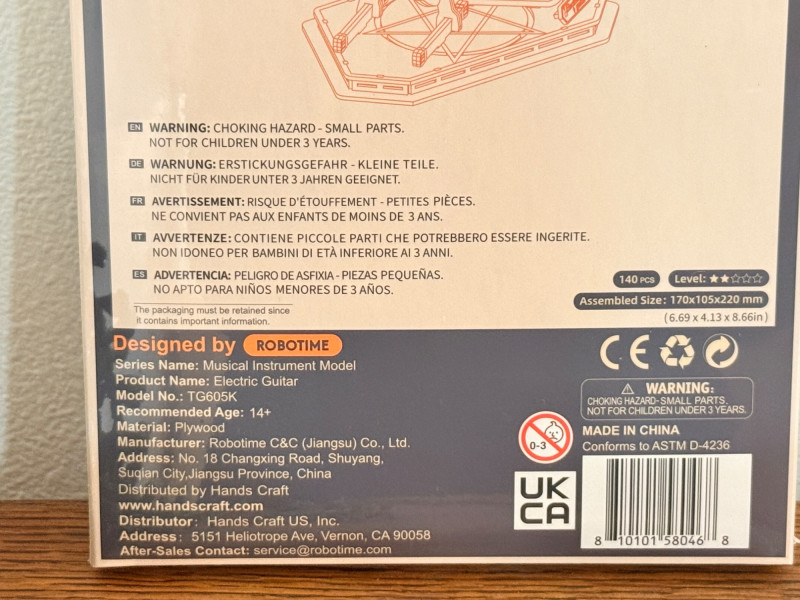 EN WARNING: CHOKING HAZARD - SMALL PARTS.
NOT FOR CHILDREN UNDER 3 YEARS.
DE WARNUNG: ERSTICKUNGSGEFAHR - KLEINE TEILE.
NICHT FÜR KINDER UNTER 3 JAHREN GEEIGNET.
FR AVERTISSEMENT: RISQUE D'ÉTOUFFEMENT - PETITES PIÈCES.
NE CONVIENT PAS AUX ENFANTS DE MOINS DE 3 ANS.
IT AVVERTENZE: CONTIENE PICCOLE PARTI CHE POTREBBERO ESSERE INGERITE.
NON IDONEO PER BAMBINI DI ETÀ INFERIORE AI 3 ANNI.
ES ADVERTENCIA: PELIGRO DE ASFIXIA - PIEZAS PEQUEÑAS.
NO APTO PARA NIÑOS MENORES DE 3 AÑOS.
The packaging must be retained since
it contains important information.
140 PCS Level: ★★☆☆☆
Assembled Size: 170x105x220 mm
(6.69 x 4.13 x 8.66in)
Designed by ROBOTIME
Series Name: Musical Instrument Model
Product Name: Electric Guitar
Model No.: TG605K
Recommended Age: 14+
Material: Plywood
Manufacturer: Robotime C&C (Jiangsu) Co., Ltd.
Address: No. 18 Changxing Road, Shuyang,
Suqian City,Jiangsu Province, China
Distributed by Hands Craft
www.handscraft.com
Distributor: Hands Craft US, Inc.
Address: 5151 Heliotrope Ave, Vernon, CA 90058
After-Sales Contact: service@robotime.com
CE
⚠ WARNING:
CHOKING HAZARD-SMALL PARTS.
NOT FOR CHILDREN UNDER 3 YEARS.
0-3
MADE IN CHINA
Conforms to ASTM D-4236
UK
CA
8 10101 58046 8